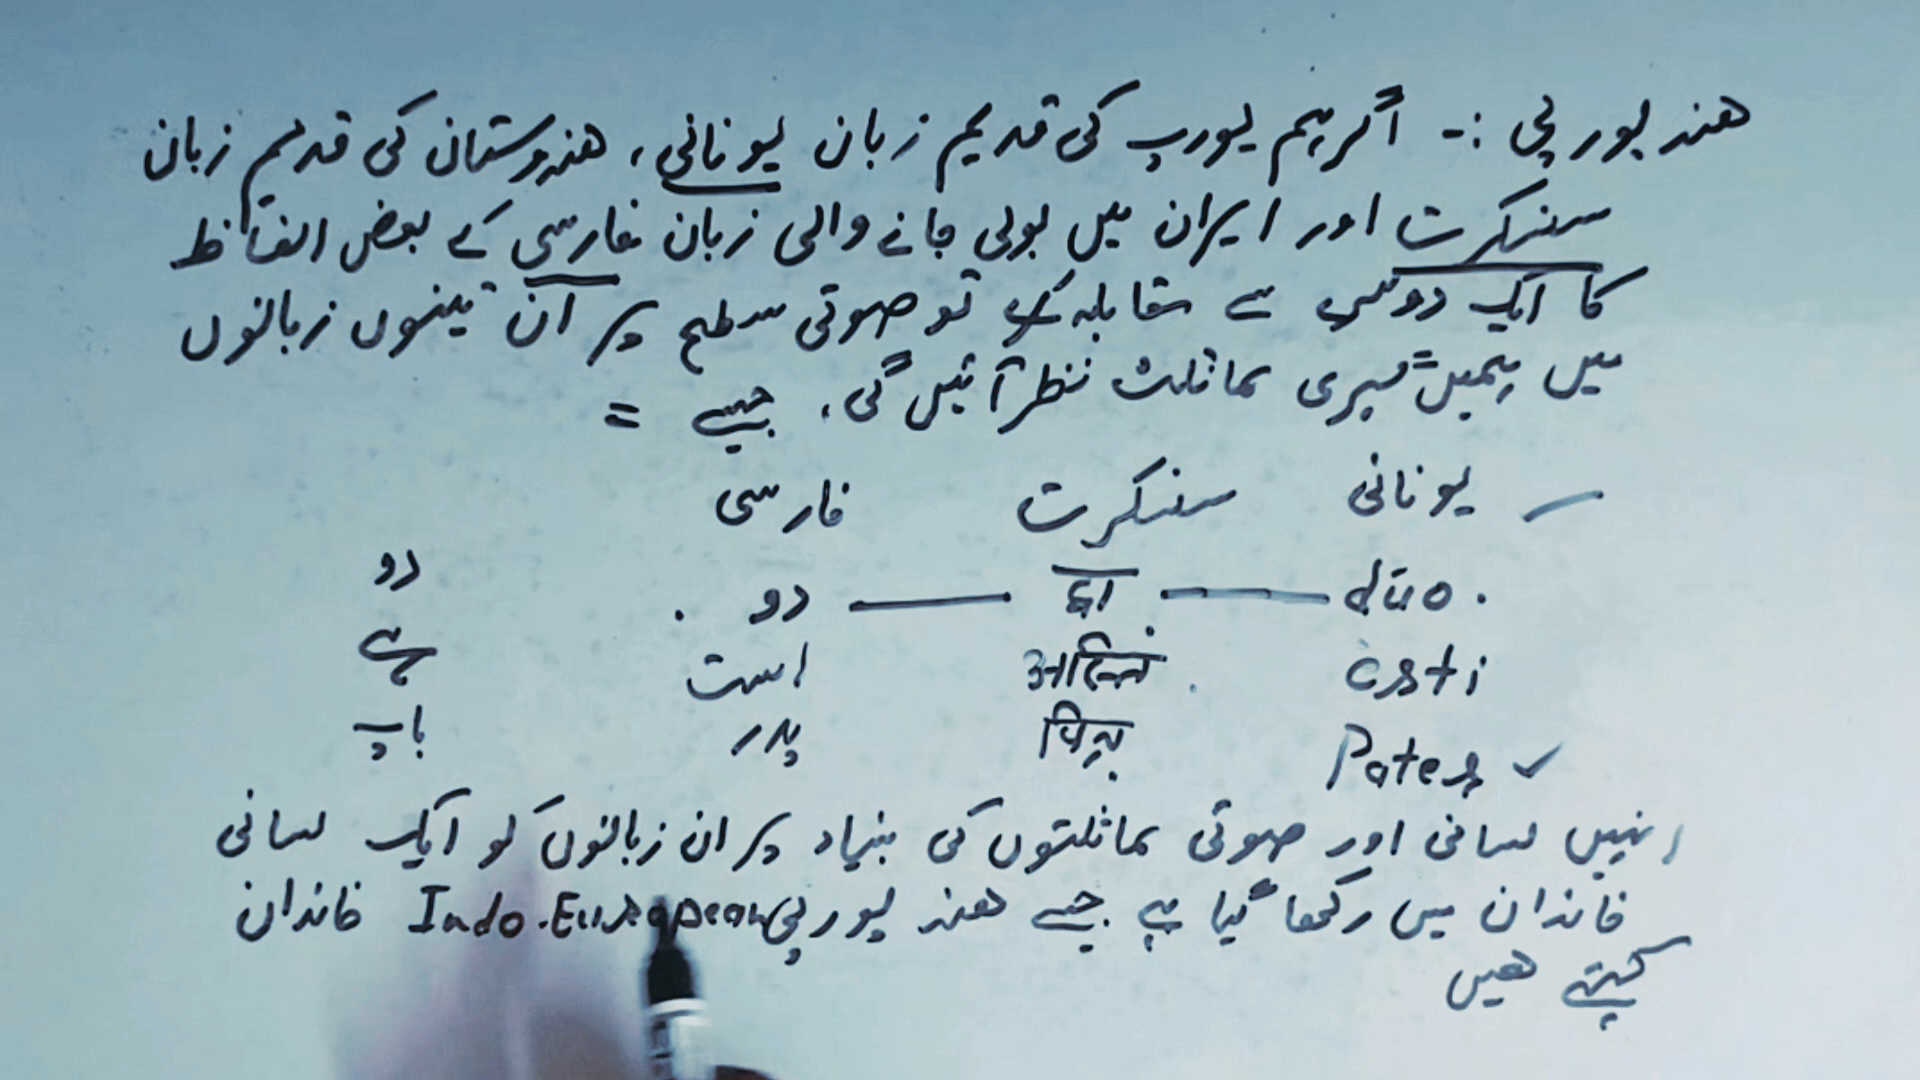 ھند یورپی :- اگر ہم یورپ کی قدیم زبان یونانی، ھندوستان کی قدیم زبان
سنسکرت اور ایران میں بولی جانے والی زبان فارسی کے بعض الفاظ
کا ایک دوسرے سے مقابلہ کریں تو صوتی سطح پر اُن تینوں زبانوں
میں ہمیں گہری مماثلت نظر آئیں گی، جیسے =
یونانی سنسکرت فارسی
duo. — द्वा — دو . دو
esti अस्ति . است ہے
Pater पितृ پدر باپ
انہیں لسانی اور صوتی مماثلتوں کی بنیاد پر ان زبانوں کو ایک لسانی
خاندان میں رکھا گیا ہے جسے ھند یورپی Indo.European خاندان
کہتے ھیں